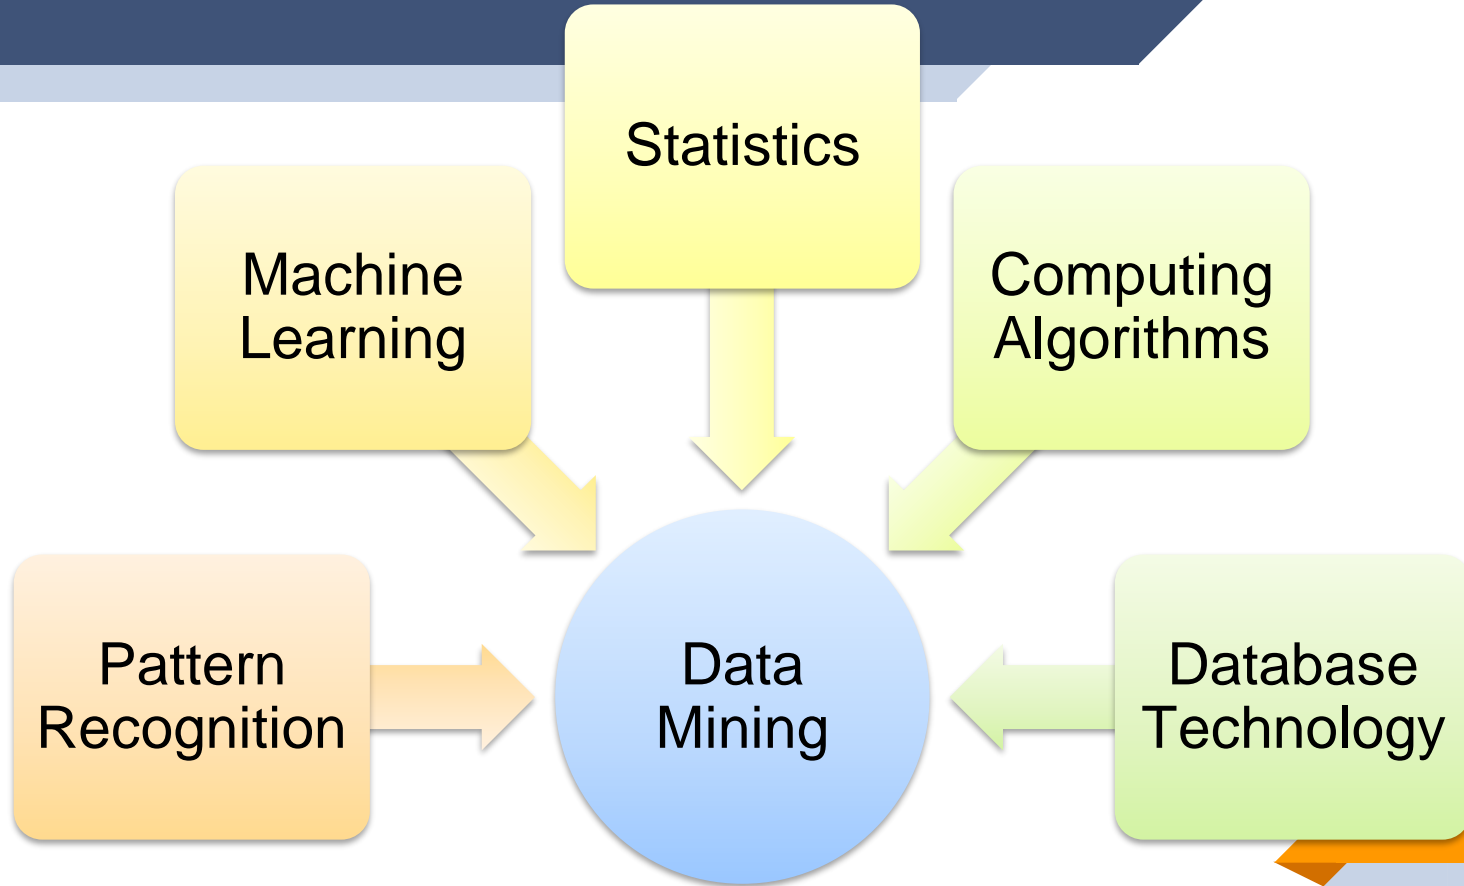 Statistics
Machine
Learning
Computing
Algorithms
Pattern
Recognition
Data
Mining
Database
Technology